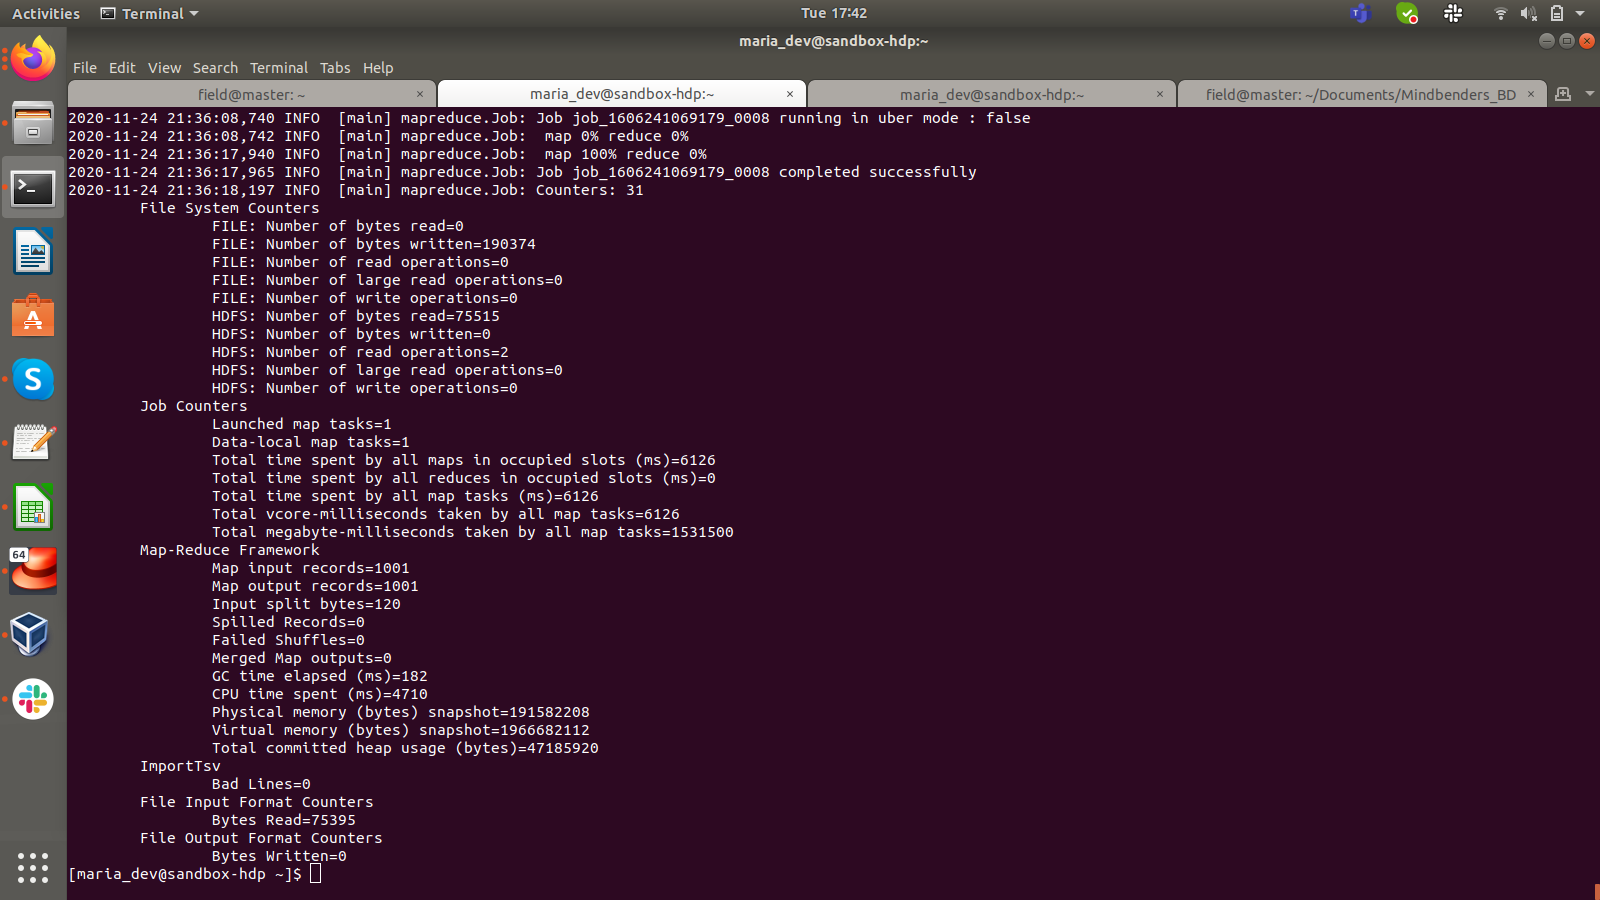 Activities Terminal Tue 17:42
maria_dev@sandbox-hdp:~
File Edit View Search Terminal Tabs Help
field@master: ~ × maria_dev@sandbox-hdp:~ × maria_dev@sandbox-hdp:~ × field@master: ~/Documents/Mindbenders_BD ×
2020-11-24 21:36:08,740 INFO  [main] mapreduce.Job: Job job_1606241069179_0008 running in uber mode : false
2020-11-24 21:36:08,742 INFO  [main] mapreduce.Job:  map 0% reduce 0%
2020-11-24 21:36:17,940 INFO  [main] mapreduce.Job:  map 100% reduce 0%
2020-11-24 21:36:17,965 INFO  [main] mapreduce.Job: Job job_1606241069179_0008 completed successfully
2020-11-24 21:36:18,197 INFO  [main] mapreduce.Job: Counters: 31
File System Counters
FILE: Number of bytes read=0
FILE: Number of bytes written=190374
FILE: Number of read operations=0
FILE: Number of large read operations=0
FILE: Number of write operations=0
HDFS: Number of bytes read=75515
HDFS: Number of bytes written=0
HDFS: Number of read operations=2
HDFS: Number of large read operations=0
HDFS: Number of write operations=0
Job Counters
Launched map tasks=1
Data-local map tasks=1
Total time spent by all maps in occupied slots (ms)=6126
Total time spent by all reduces in occupied slots (ms)=0
Total time spent by all map tasks (ms)=6126
Total vcore-milliseconds taken by all map tasks=6126
Total megabyte-milliseconds taken by all map tasks=1531500
Map-Reduce Framework
Map input records=1001
Map output records=1001
Input split bytes=120
Spilled Records=0
Failed Shuffles=0
Merged Map outputs=0
GC time elapsed (ms)=182
CPU time spent (ms)=4710
Physical memory (bytes) snapshot=191582208
Virtual memory (bytes) snapshot=1966682112
Total committed heap usage (bytes)=47185920
ImportTsv
Bad Lines=0
File Input Format Counters
Bytes Read=75395
File Output Format Counters
Bytes Written=0
[maria_dev@sandbox-hdp ~]$
64